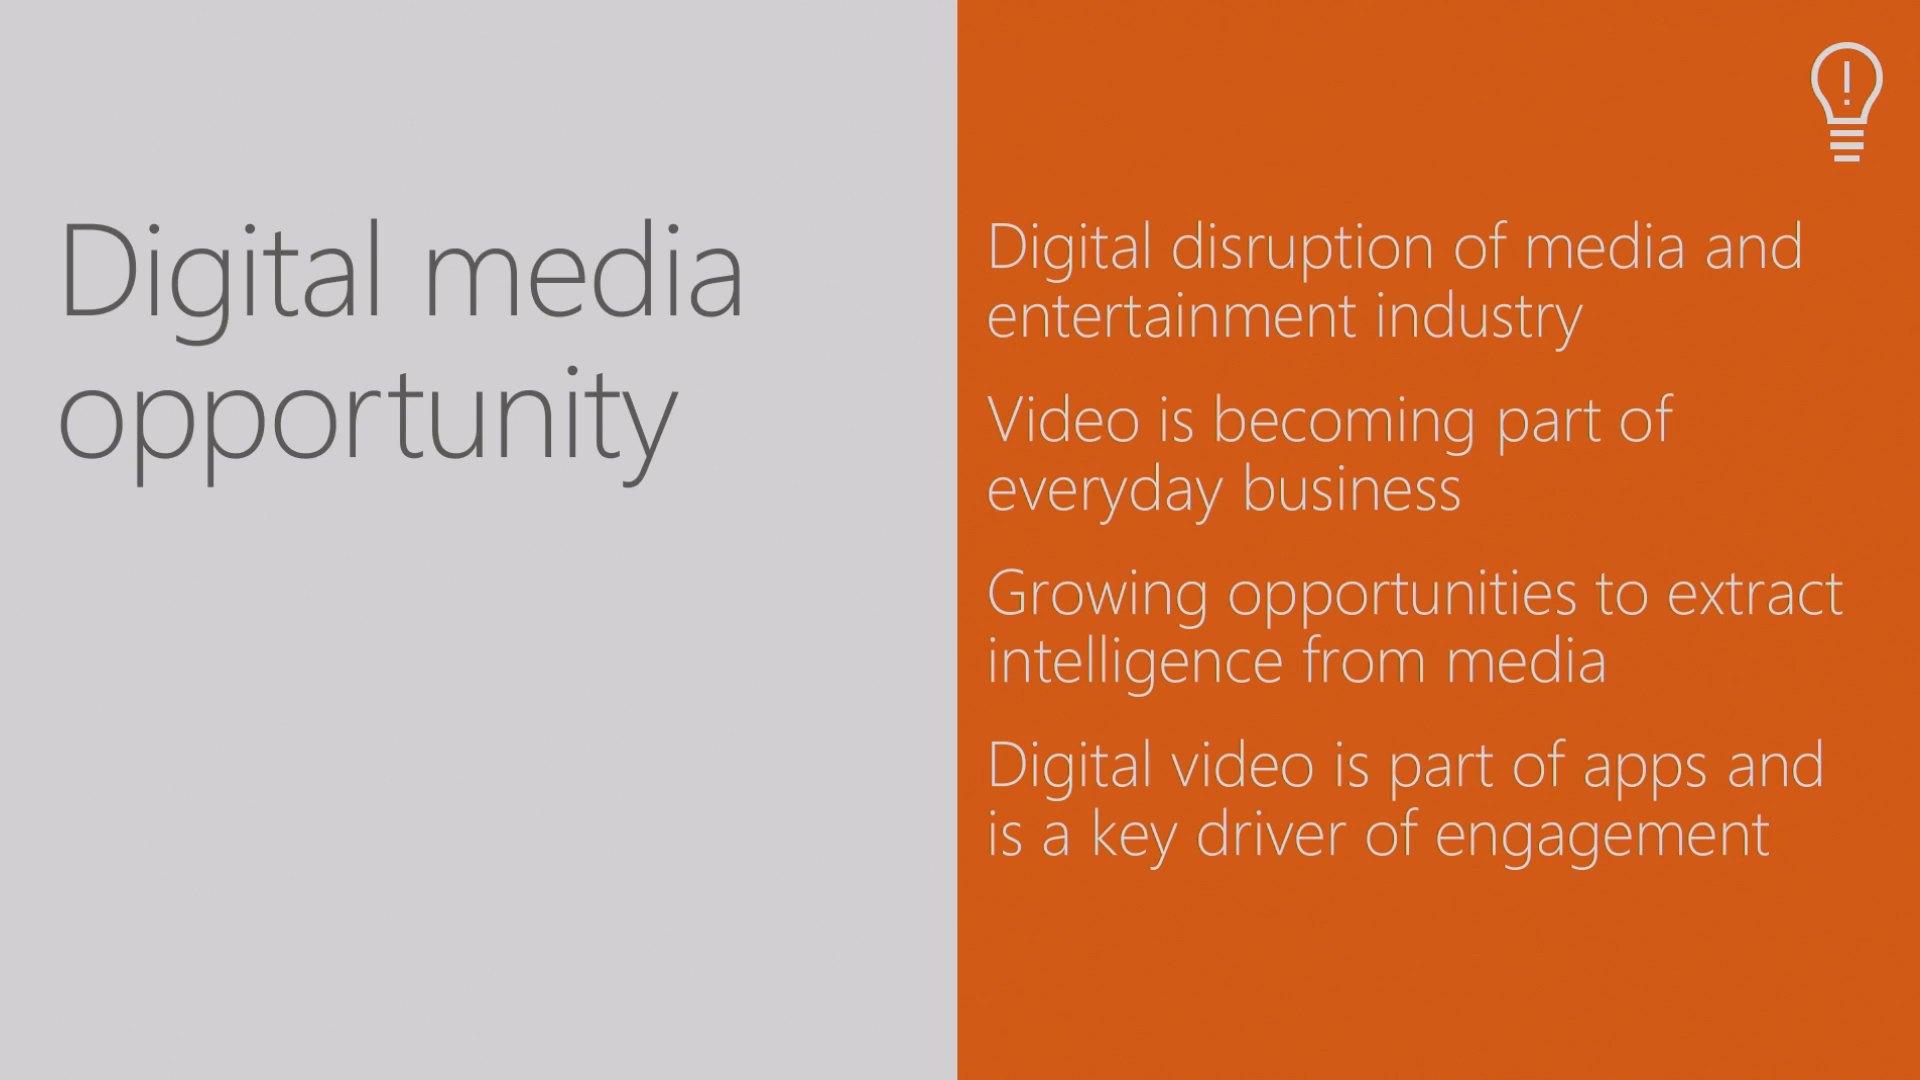 Digital media
opportunity
Digital disruption of media and
entertainment industry
Video is becoming part of
everyday business
Growing opportunities to extract
intelligence from media
Digital video is part of apps and
is a key driver of engagement